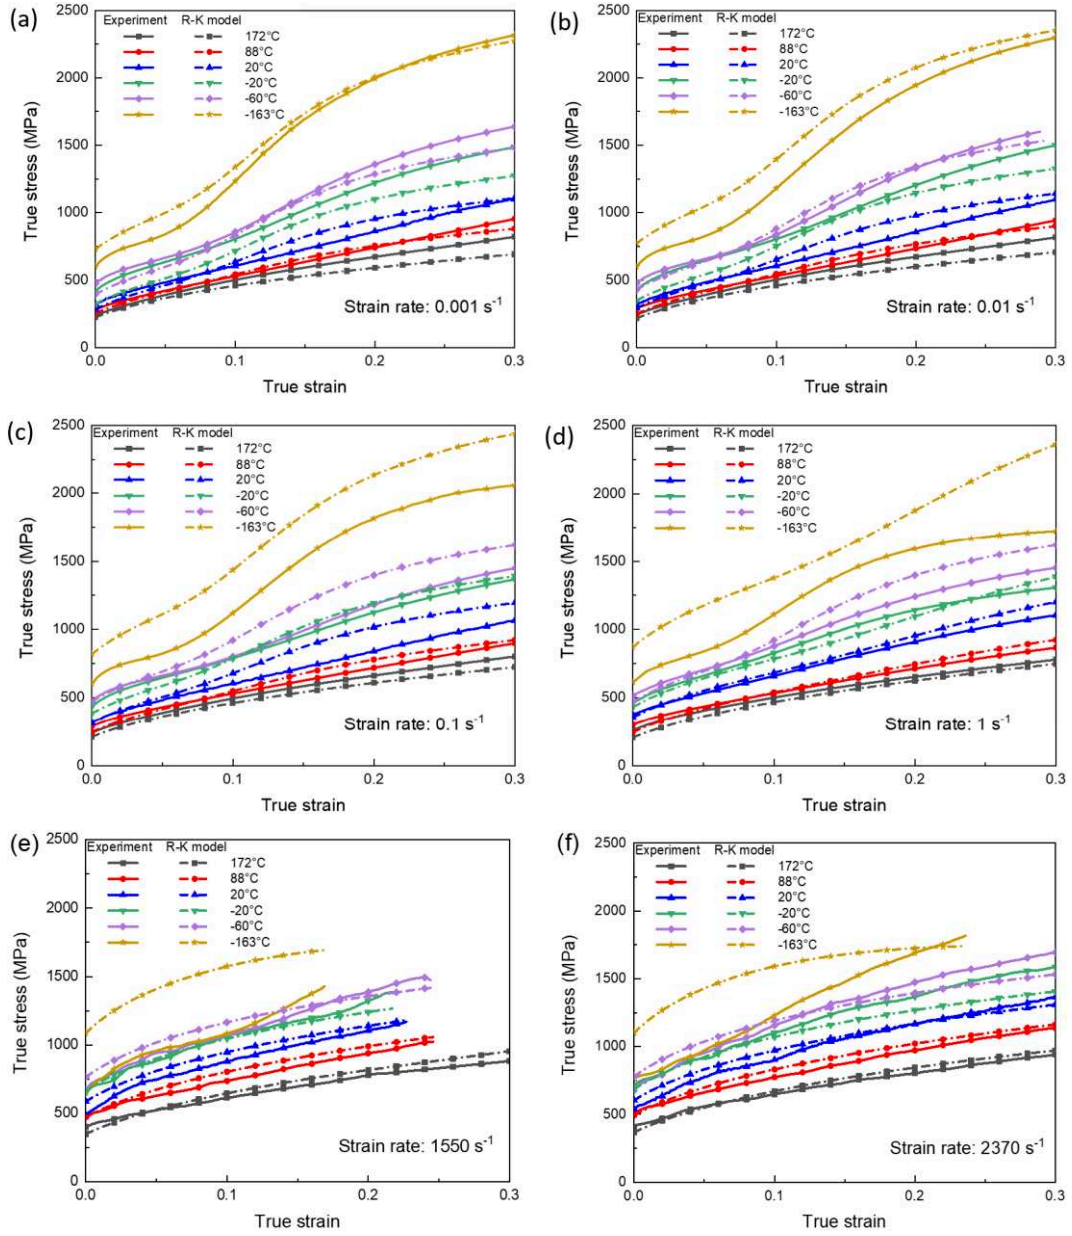 (a)
Experiment R-K model
172°C
88°C
20°C
-20°C
-60°C
-163°C
2500
2000
1500
1000
500
0
True stress (MPa)
Strain rate: 0.001 s-1
0.0 0.1 0.2 0.3
True strain
(b)
Experiment R-K model
172°C
88°C
20°C
-20°C
-60°C
-163°C
2500
2000
1500
1000
500
0
True stress (MPa)
Strain rate: 0.01 s-1
0.0 0.1 0.2 0.3
True strain
(c)
Experiment R-K model
172°C
88°C
20°C
-20°C
-60°C
-163°C
2500
2000
1500
1000
500
0
True stress (MPa)
Strain rate: 0.1 s-1
0.0 0.1 0.2 0.3
True strain
(d)
Experiment R-K model
172°C
88°C
20°C
-20°C
-60°C
-163°C
2500
2000
1500
1000
500
0
True stress (MPa)
Strain rate: 1 s-1
0.0 0.1 0.2 0.3
True strain
(e)
Experiment R-K model
172°C
88°C
20°C
-20°C
-60°C
-163°C
2500
2000
1500
1000
500
0
True stress (MPa)
Strain rate: 1550 s-1
0.0 0.1 0.2 0.3
True strain
(f)
Experiment R-K model
172°C
88°C
20°C
-20°C
-60°C
-163°C
2500
2000
1500
1000
500
0
True stress (MPa)
Strain rate: 2370 s-1
0.0 0.1 0.2 0.3
True strain